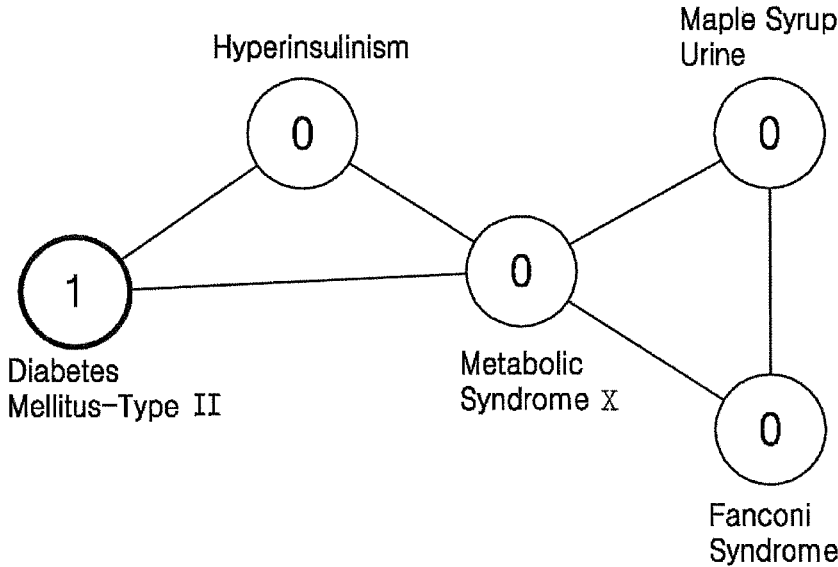 Hyperinsulinism
0
Maple Syrup
Urine
0
1
Diabetes
Mellitus-Type II
0
Metabolic
Syndrome X
0
Fanconi
Syndrome